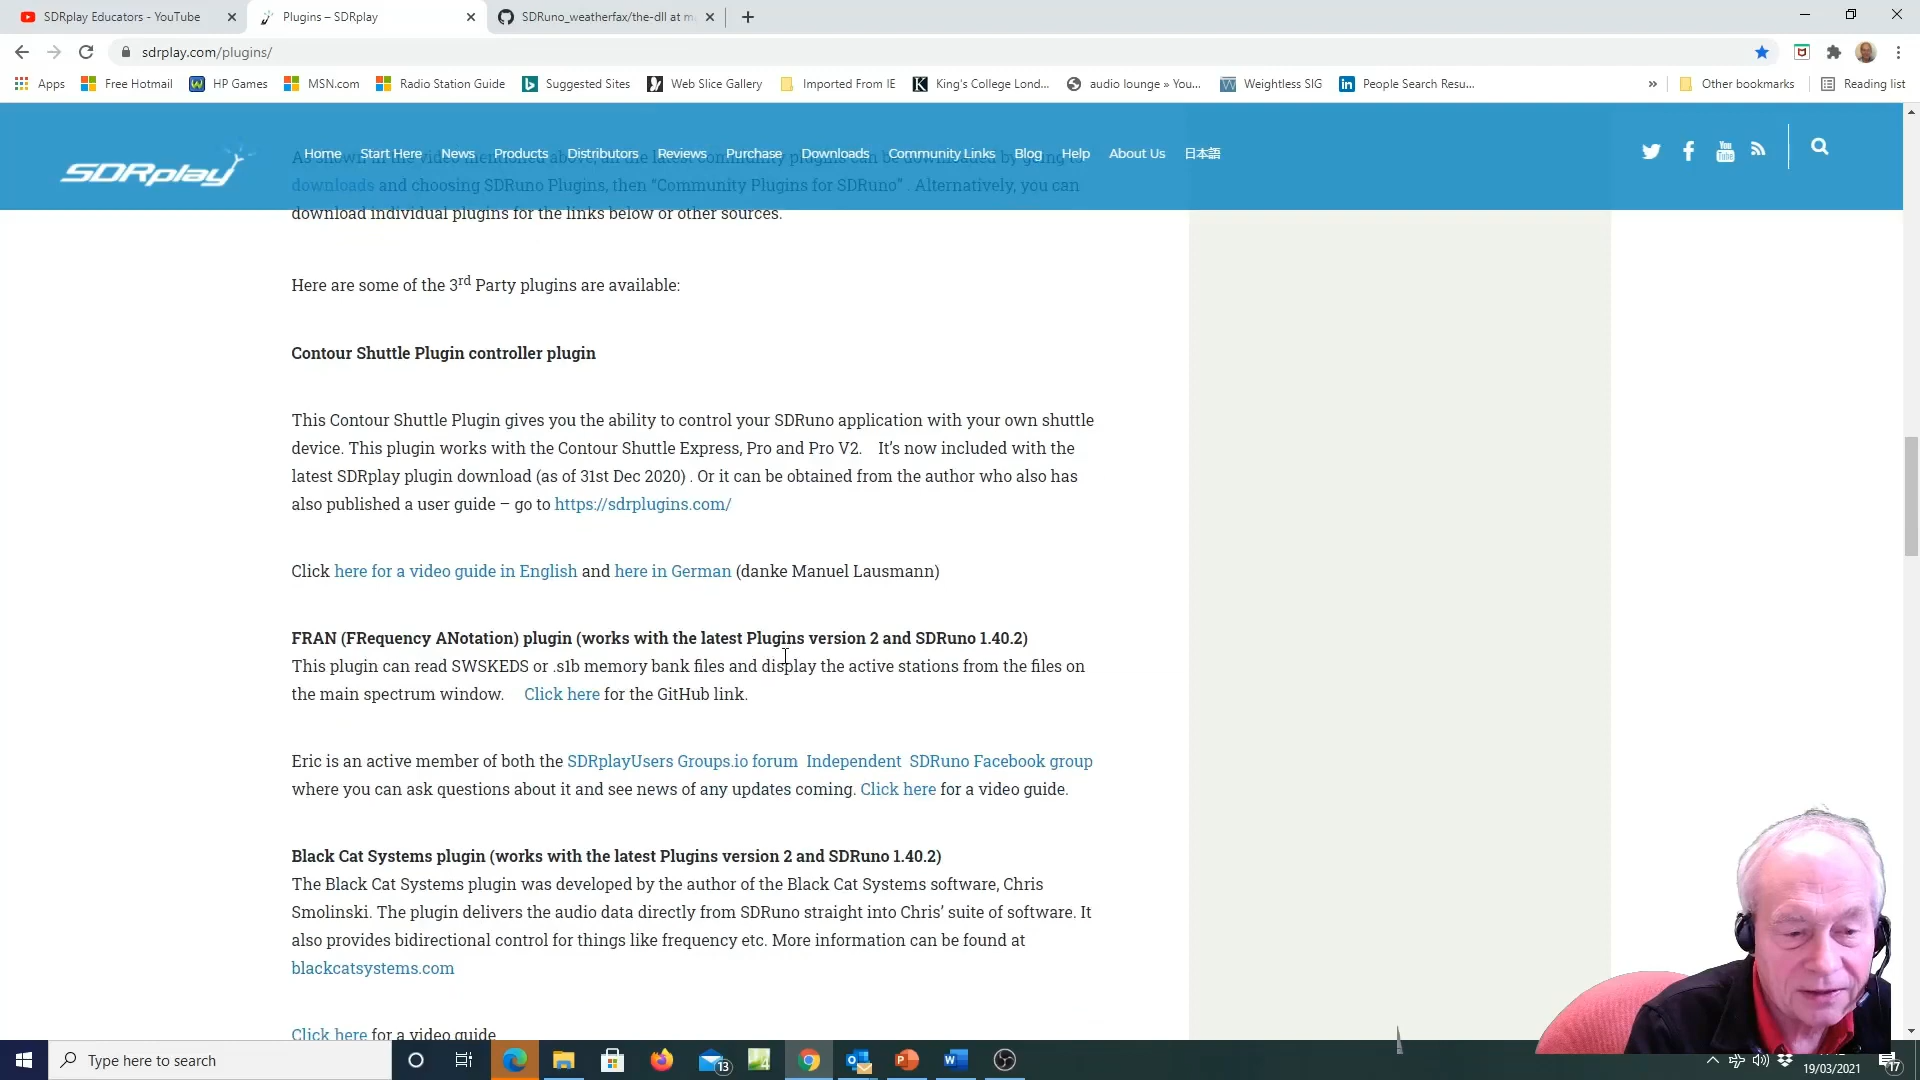 SDRplay Educators - YouTube
Plugins – SDRplay
SDRuno_weatherfax/the-dll at m
sdrplay.com/plugins/
Apps
Free Hotmail
HP Games
MSN.com
Radio Station Guide
Suggested Sites
Web Slice Gallery
Imported From IE
King's College Lond...
audio lounge » You...
Weightless SIG
People Search Resu...
»
Other bookmarks
Reading list
SDRplay
Home Start Here News Products Distributors Reviews Purchase Downloads Community Links Blog Help About Us 日本語
downloads and choosing SDRuno Plugins, then “Community Plugins for SDRuno” . Alternatively, you can
download individual plugins for the links below or other sources.
Here are some of the 3rd Party plugins are available:
Contour Shuttle Plugin controller plugin
This Contour Shuttle Plugin gives you the ability to control your SDRuno application with your own shuttle
device. This plugin works with the Contour Shuttle Express, Pro and Pro V2. It’s now included with the
latest SDRplay plugin download (as of 31st Dec 2020) . Or it can be obtained from the author who also has
also published a user guide – go to https://sdrplugins.com/
Click here for a video guide in English and here in German (danke Manuel Lausmann)
FRAN (FRequency ANotation) plugin (works with the latest Plugins version 2 and SDRuno 1.40.2)
This plugin can read SWSKEDS or .s1b memory bank files and display the active stations from the files on
the main spectrum window. Click here for the GitHub link.
Eric is an active member of both the SDRplayUsers Groups.io forum Independent SDRuno Facebook group
where you can ask questions about it and see news of any updates coming. Click here for a video guide.
Black Cat Systems plugin (works with the latest Plugins version 2 and SDRuno 1.40.2)
The Black Cat Systems plugin was developed by the author of the Black Cat Systems software, Chris
Smolinski. The plugin delivers the audio data directly from SDRuno straight into Chris’ suite of software. It
also provides bidirectional control for things like frequency etc. More information can be found at
blackcatsystems.com
Click here for a video guide
Type here to search
13
19/03/2021
17